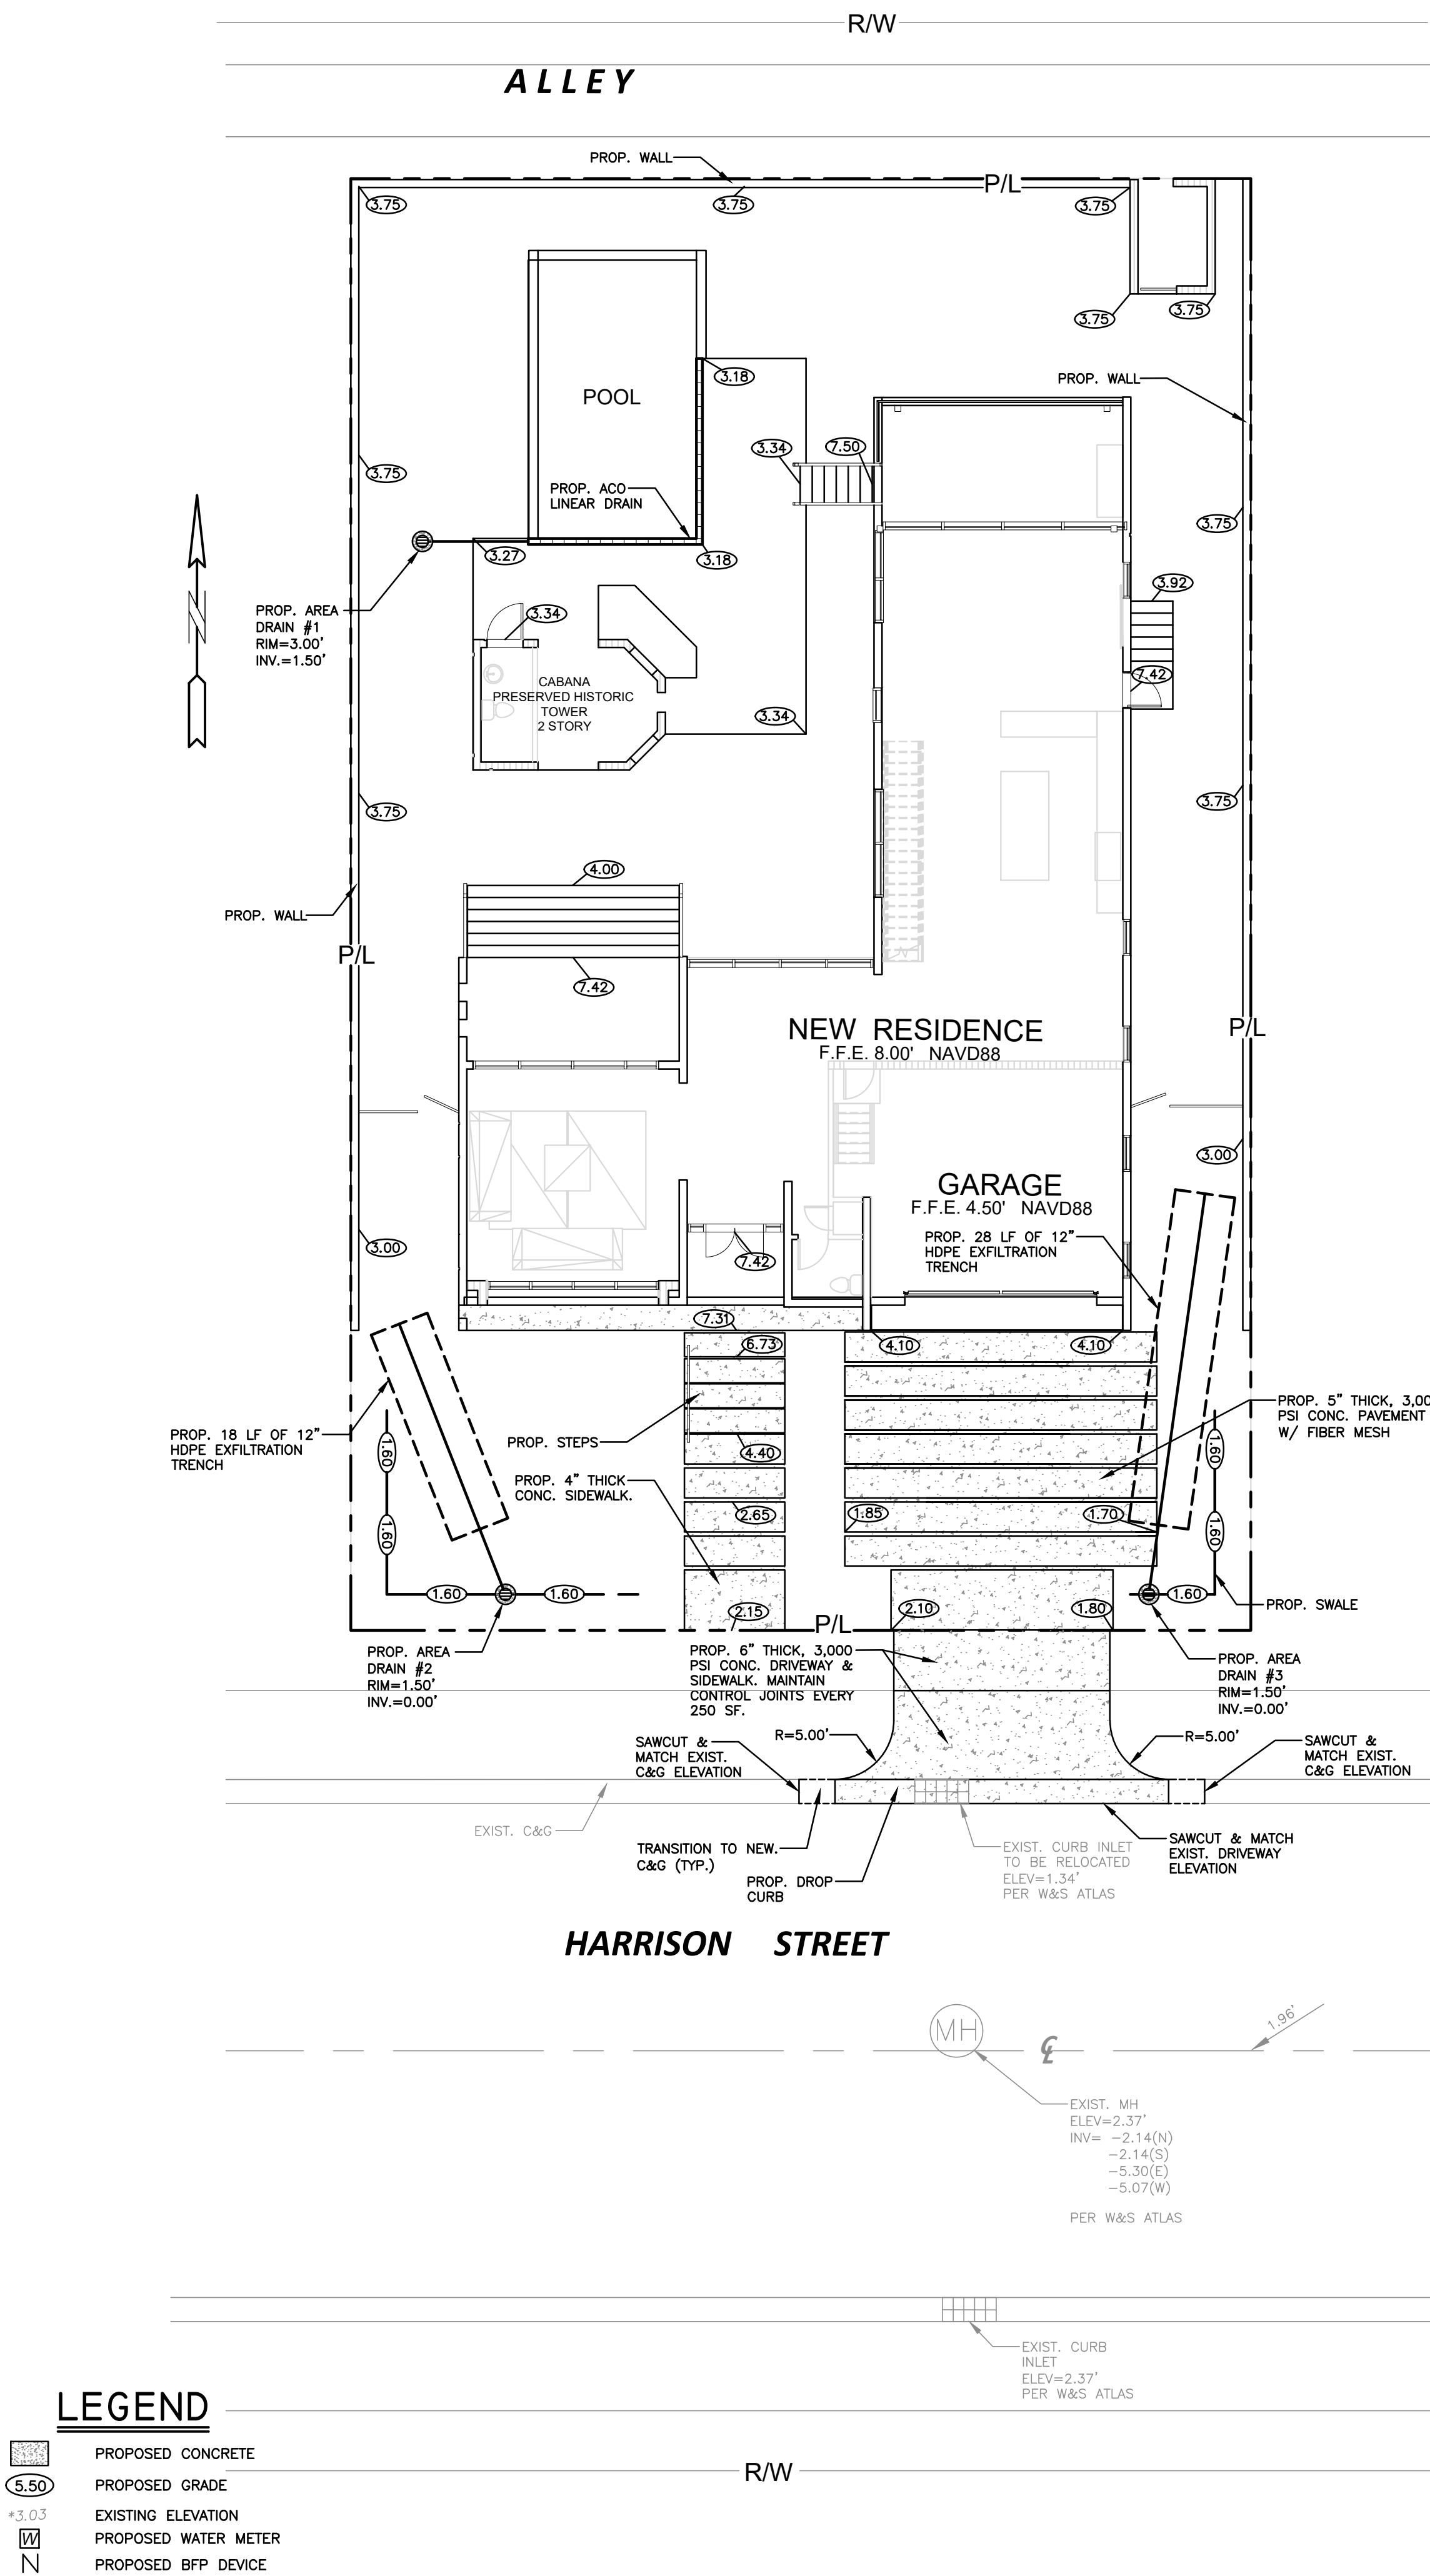 R/W
ALLEY
PROP. WALL
P/L
3.75
3.75
3.75
3.75
3.75
PROP. WALL
3.18
POOL
3.34
7.50
3.75
PROP. ACO
LINEAR DRAIN
3.75
3.27
3.18
3.92
PROP. AREA
DRAIN #1
RIM=3.00'
INV.=1.50'
3.34
7.42
CABANA
PRESERVED HISTORIC
TOWER
2 STORY
3.34
3.75
3.75
4.00
PROP. WALL
P/L
7.42
NEW RESIDENCE
F.F.E. 8.00' NAVD88
P/L
3.00
GARAGE
F.F.E. 4.50' NAVD88
PROP. 28 LF OF 12"
HDPE EXFILTRATION
TRENCH
3.00
7.42
7.31
6.73
4.10
4.10
PROP. 5" THICK, 3,00
PSI CONC. PAVEMENT
W/ FIBER MESH
PROP. 18 LF OF 12"
HDPE EXFILTRATION
TRENCH
1.60
PROP. STEPS
4.40
1.60
PROP. 4" THICK
CONC. SIDEWALK.
2.65
1.85
1.70
1.60
1.60
1.60
1.60
1.60
PROP. SWALE
2.15
2.10
1.80
P/L
PROP. AREA
DRAIN #2
RIM=1.50'
INV.=0.00'
PROP. 6" THICK, 3,000
PSI CONC. DRIVEWAY &
SIDEWALK. MAINTAIN
CONTROL JOINTS EVERY
250 SF.
PROP. AREA
DRAIN #3
RIM=1.50'
INV.=0.00'
R=5.00'
R=5.00'
SAWCUT &
MATCH EXIST.
C&G ELEVATION
SAWCUT &
MATCH EXIST.
C&G ELEVATION
EXIST. C&G
TRANSITION TO NEW.
C&G (TYP.)
PROP. DROP
CURB
EXIST. CURB INLET
TO BE RELOCATED
ELEV=1.34'
PER W&S ATLAS
SAWCUT & MATCH
EXIST. DRIVEWAY
ELEVATION
HARRISON STREET
MH
℄
1.96'
EXIST. MH
ELEV=2.37'
INV= -2.14(N)
-2.14(S)
-5.30(E)
-5.07(W)
PER W&S ATLAS
EXIST. CURB
INLET
ELEV=2.37'
PER W&S ATLAS
LEGEND
PROPOSED CONCRETE
5.50 PROPOSED GRADE
R/W
*3.03 EXISTING ELEVATION
W PROPOSED WATER METER
N PROPOSED BFP DEVICE